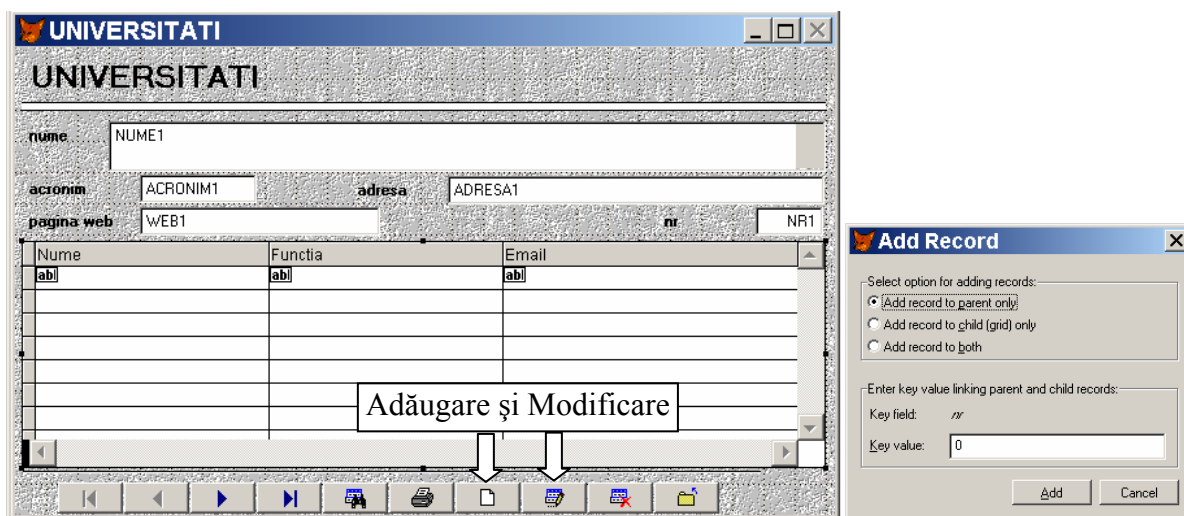 UNIVERSITATI
UNIVERSITATI
nume NUME1
acronim ACRONIM1 adresa ADRESA1
pagina web WEB1 nr NR1
Nume Functia Email
abl abl abl
Adăugare şi Modificare
Add Record
Select option for adding records:
Add record to parent only
Add record to child (grid) only
Add record to both
Enter key value linking parent and child records:
Key field: nr
Key value: 0
Add Cancel